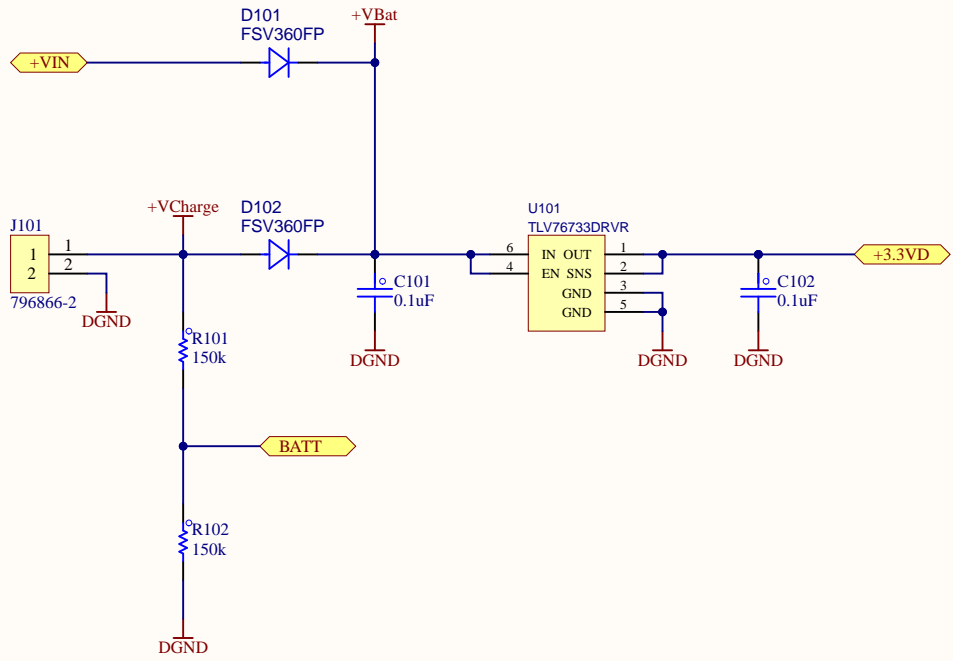 D101
FSV360FP
+VBat
+VIN
+VCharge
D102
FSV360FP
J101
1
2
1
2
796866-2
DGND
U101
TLV76733DRVR
6
4
IN OUT
EN SNS
GND
GND
1
2
3
5
+3.3VD
C101
0.1uF
DGND
DGND
C102
0.1uF
DGND
R101
150k
BATT
R102
150k
DGND